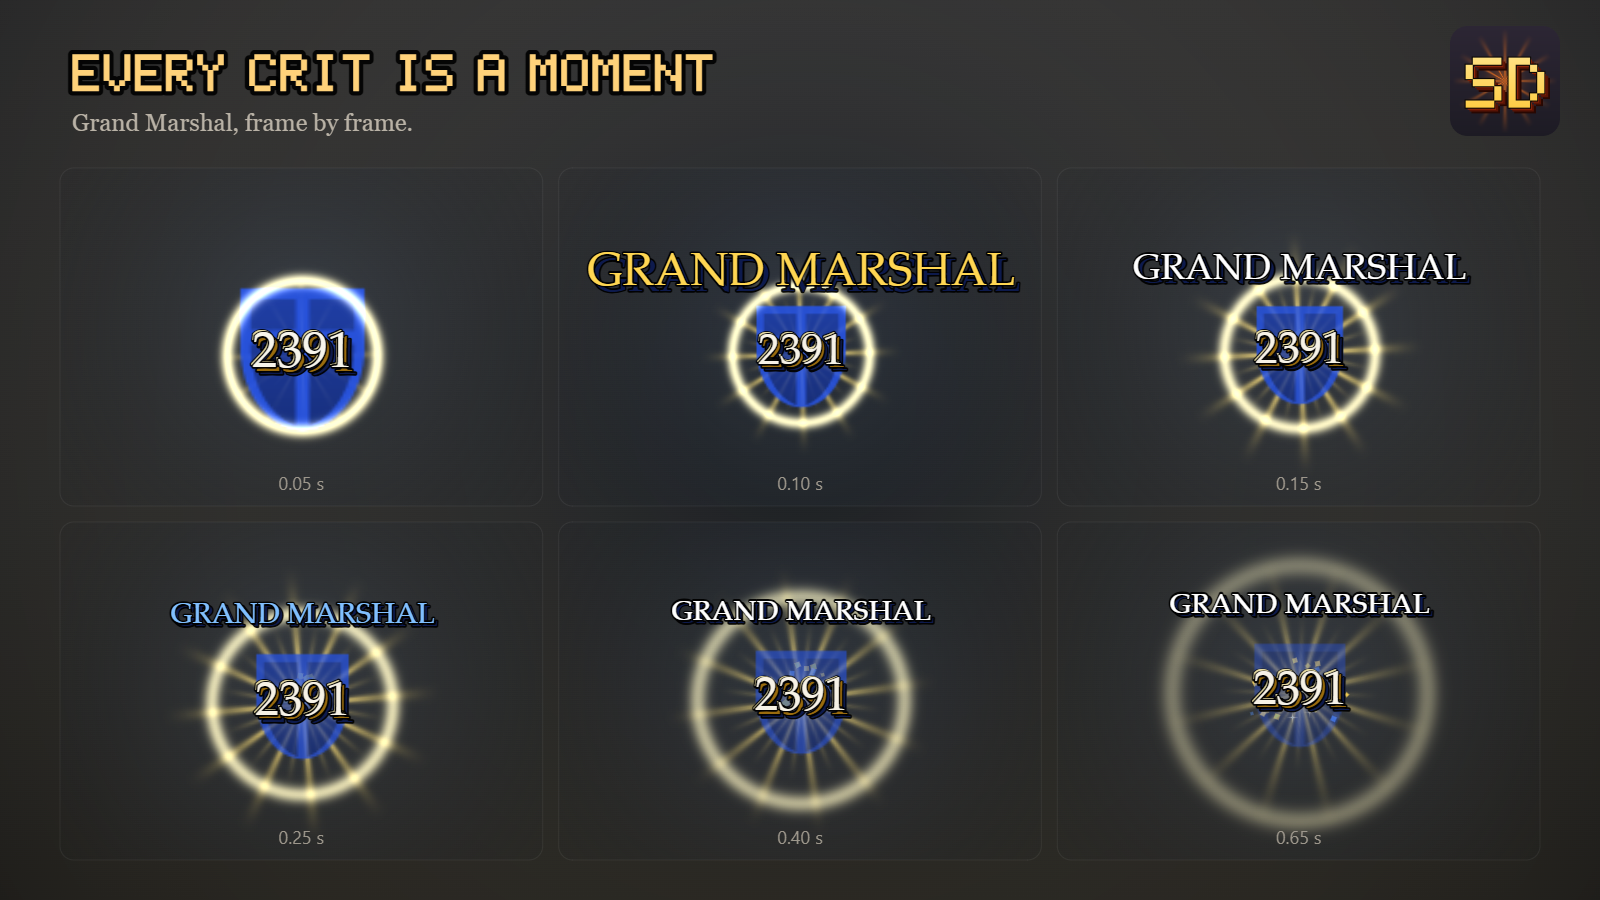 EVERY CRIT IS A MOMENT
SD
Grand Marshal, frame by frame.
2391
0.05 s
GRAND MARSHAL
2391
0.10 s
GRAND MARSHAL
2391
0.15 s
GRAND MARSHAL
2391
0.25 s
GRAND MARSHAL
2391
0.40 s
GRAND MARSHAL
2391
0.65 s